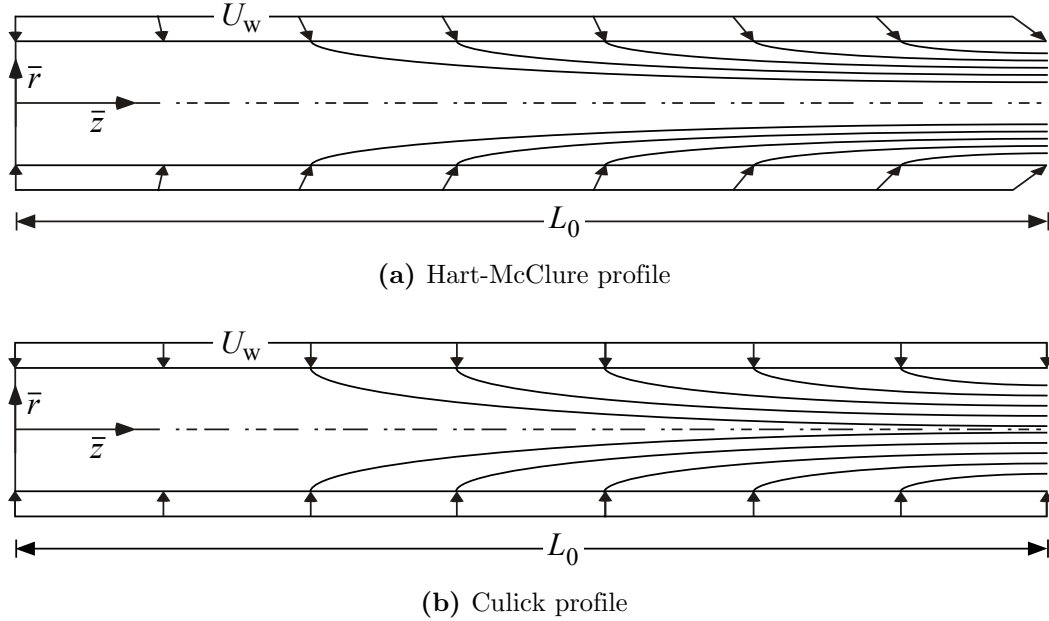 U_w
r̄
z̄
L_0
(a) Hart-McClure profile
U_w
r̄
z̄
L_0
(b) Culick profile